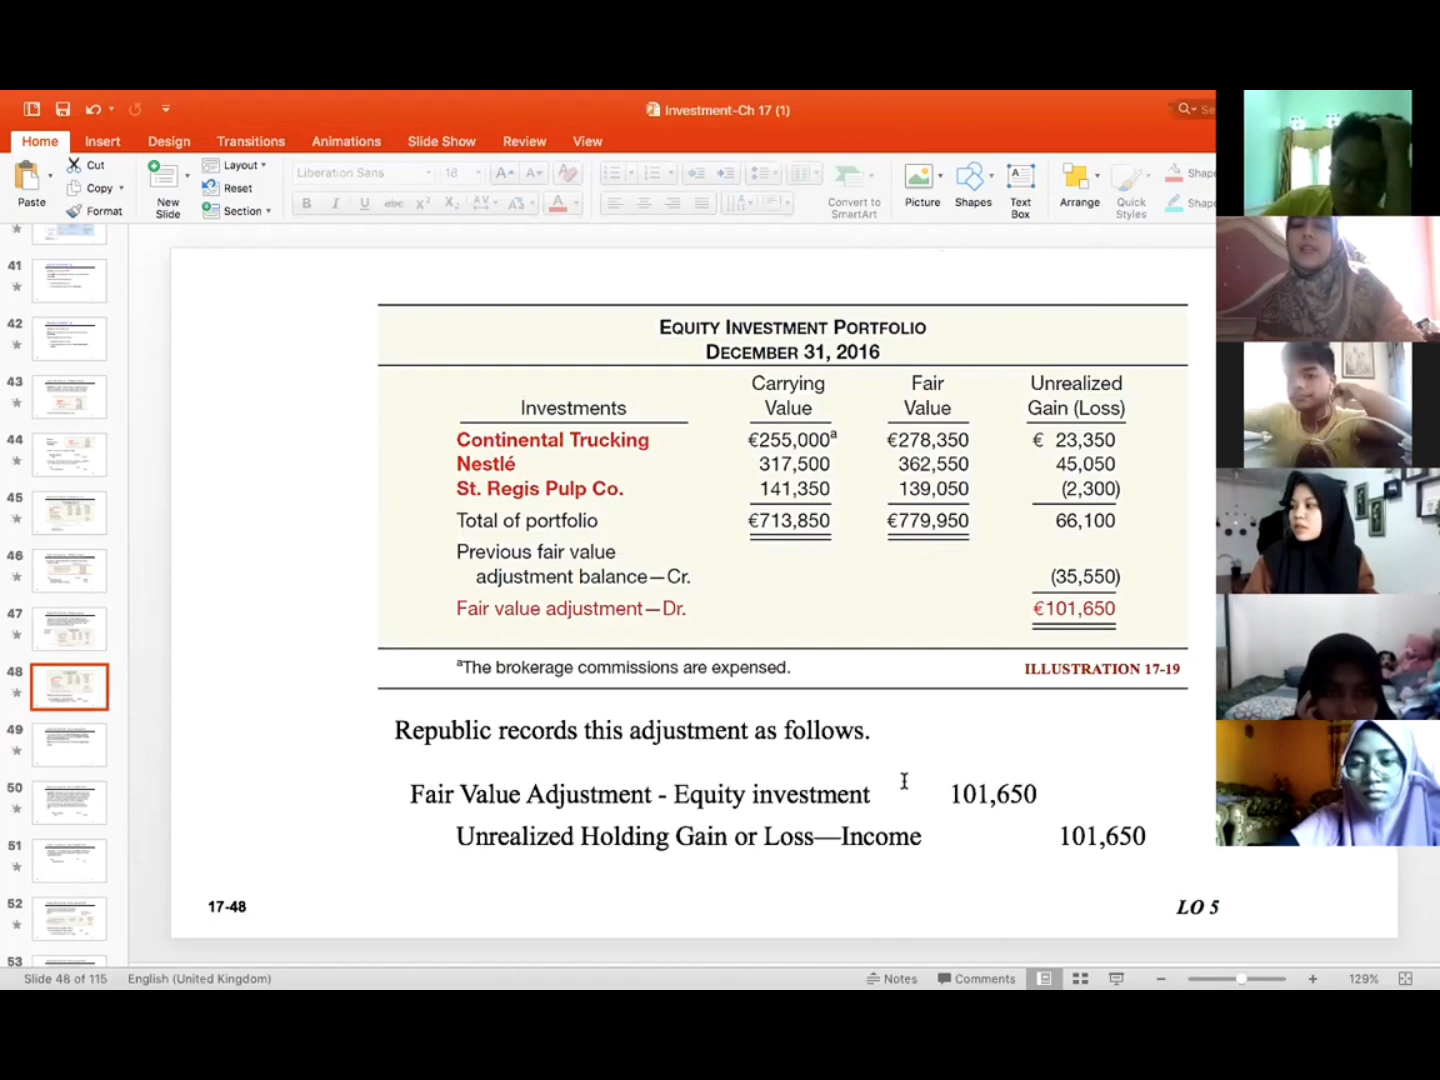 Investment-Ch 17 (1)
Se
Home Insert Design Transitions Animations Slide Show Review View
Paste
Cut
Copy
Format
New
Slide
Layout
Reset
Section
Liberation Sans 18
B I U abc X² X₂ AV
Convert to
SmartArt
Picture
Shapes
Text
Box
Arrange
Quick
Styles
Shape
Shape
41
42
43
44
45
46
47
48
49
50
51
52
53
EQUITY INVESTMENT PORTFOLIO
DECEMBER 31, 2016
Carrying Fair Unrealized
Investments Value Value Gain (Loss)
Continental Trucking €255,000ᵃ €278,350 € 23,350
Nestlé 317,500 362,550 45,050
St. Regis Pulp Co. 141,350 139,050 (2,300)
Total of portfolio €713,850 €779,950 66,100
Previous fair value
adjustment balance—Cr. (35,550)
Fair value adjustment—Dr. €101,650
ᵃThe brokerage commissions are expensed. ILLUSTRATION 17-19
Republic records this adjustment as follows.
Fair Value Adjustment - Equity investment 101,650
Unrealized Holding Gain or Loss—Income 101,650
17-48 LO 5
Slide 48 of 115 English (United Kingdom) Notes Comments 129%